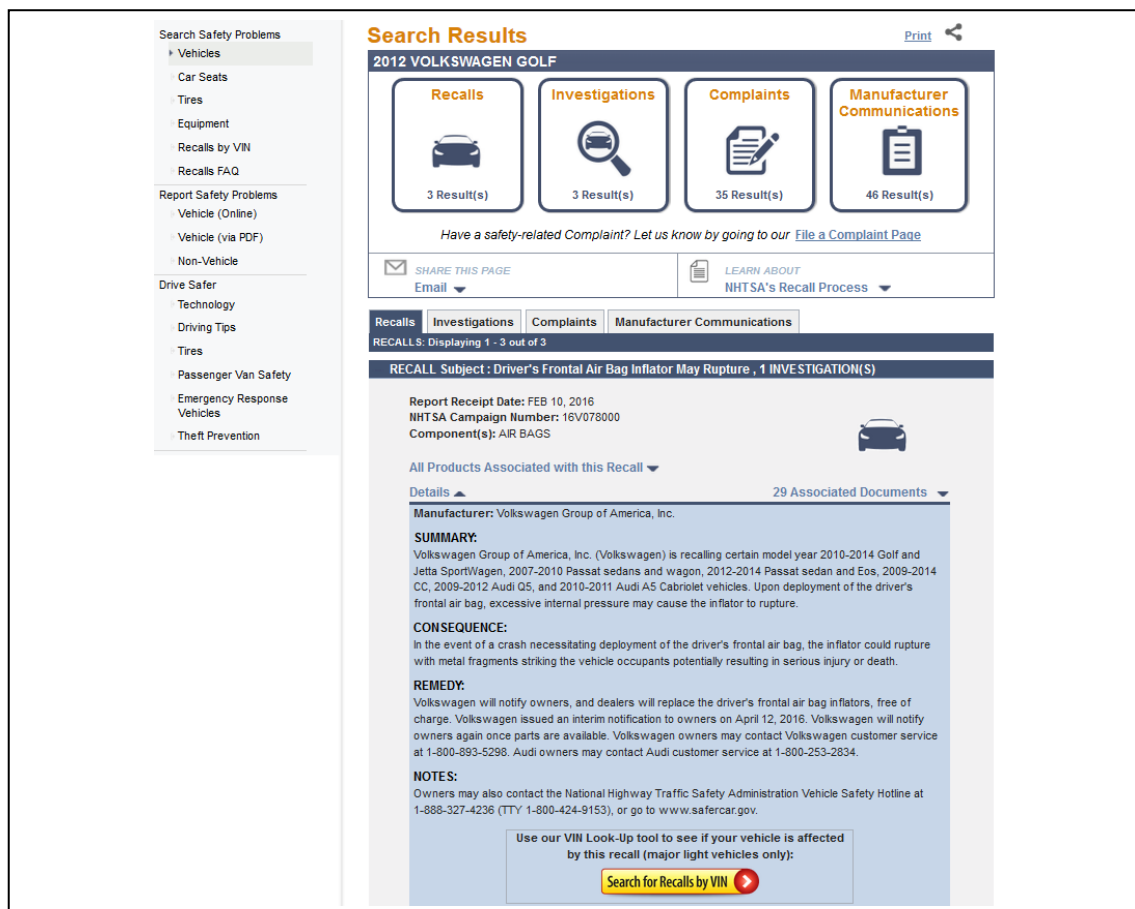 Search Safety Problems
Vehicles
Car Seats
Tires
Equipment
Recalls by VIN
Recalls FAQ
Report Safety Problems
Vehicle (Online)
Vehicle (via PDF)
Non-Vehicle
Drive Safer
Technology
Driving Tips
Tires
Passenger Van Safety
Emergency Response
Vehicles
Theft Prevention
Search Results
Print
2012 VOLKSWAGEN GOLF
Recalls
3 Result(s)
Investigations
3 Result(s)
Complaints
35 Result(s)
Manufacturer
Communications
46 Result(s)
Have a safety-related Complaint? Let us know by going to our File a Complaint Page
SHARE THIS PAGE
Email
LEARN ABOUT
NHTSA's Recall Process
Recalls Investigations Complaints Manufacturer Communications
RECALLS: Displaying 1 - 3 out of 3
RECALL Subject : Driver's Frontal Air Bag Inflator May Rupture , 1 INVESTIGATION(S)
Report Receipt Date: FEB 10, 2016
NHTSA Campaign Number: 16V078000
Component(s): AIR BAGS
All Products Associated with this Recall
Details 29 Associated Documents
Manufacturer: Volkswagen Group of America, Inc.
SUMMARY:
Volkswagen Group of America, Inc. (Volkswagen) is recalling certain model year 2010-2014 Golf and
Jetta SportWagen, 2007-2010 Passat sedans and wagon, 2012-2014 Passat sedan and Eos, 2009-2014
CC, 2009-2012 Audi Q5, and 2010-2011 Audi A5 Cabriolet vehicles. Upon deployment of the driver's
frontal air bag, excessive internal pressure may cause the inflator to rupture.
CONSEQUENCE:
In the event of a crash necessitating deployment of the driver's frontal air bag, the inflator could rupture
with metal fragments striking the vehicle occupants potentially resulting in serious injury or death.
REMEDY:
Volkswagen will notify owners, and dealers will replace the driver's frontal air bag inflators, free of
charge. Volkswagen issued an interim notification to owners on April 12, 2016. Volkswagen will notify
owners again once parts are available. Volkswagen owners may contact Volkswagen customer service
at 1-800-893-5298. Audi owners may contact Audi customer service at 1-800-253-2834.
NOTES:
Owners may also contact the National Highway Traffic Safety Administration Vehicle Safety Hotline at
1-888-327-4236 (TTY 1-800-424-9153), or go to www.safercar.gov.
Use our VIN Look-Up tool to see if your vehicle is affected
by this recall (major light vehicles only):
Search for Recalls by VIN